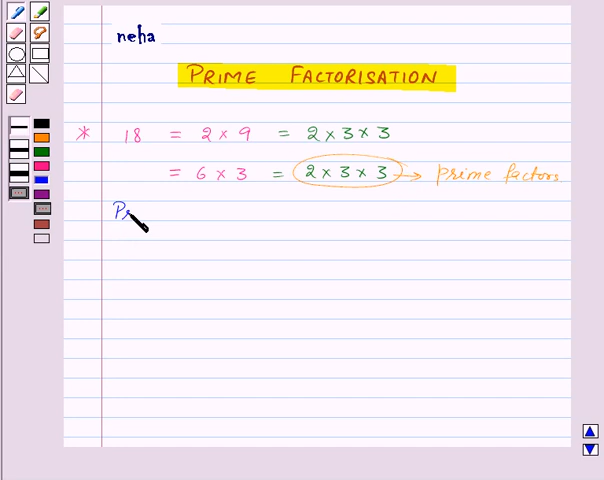 neha
PRIME FACTORISATION
* 18 = 2 × 9 = 2 × 3 × 3
= 6 × 3 = 2 × 3 × 3 → prime factors